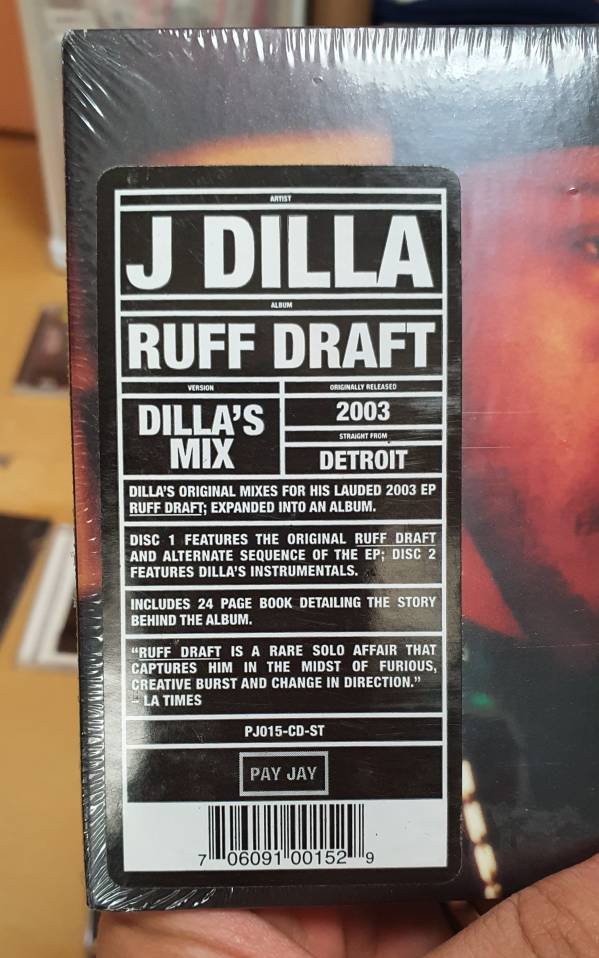 ARTIST
J DILLA
ALBUM
RUFF DRAFT
VERSION
DILLA'S
MIX
ORIGINALLY RELEASED
2003
STRAIGHT FROM
DETROIT
DILLA'S ORIGINAL MIXES FOR HIS LAUDED 2003 EP
RUFF DRAFT; EXPANDED INTO AN ALBUM.
DISC 1 FEATURES THE ORIGINAL RUFF DRAFT
AND ALTERNATE SEQUENCE OF THE EP; DISC 2
FEATURES DILLA'S INSTRUMENTALS.
INCLUDES 24 PAGE BOOK DETAILING THE STORY
BEHIND THE ALBUM.
“RUFF DRAFT IS A RARE SOLO AFFAIR THAT
CAPTURES HIM IN THE MIDST OF FURIOUS,
CREATIVE BURST AND CHANGE IN DIRECTION.”
– LA TIMES
PJ015-CD-ST
PAY JAY
7 06091 00152 9